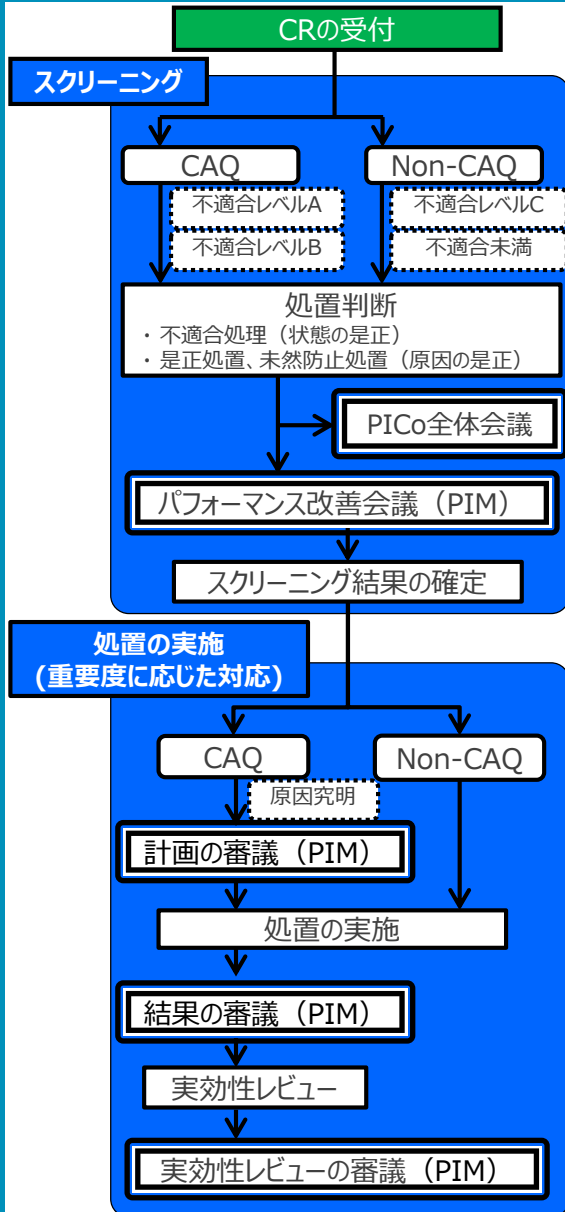 CRの受付
スクリーニング
CAQ
Non-CAQ
不適合レベルA
不適合レベルC
不適合レベルB
不適合未満
処置判断
・ 不適合処理（状態の是正）
・ 是正処置、未然防止処置（原因の是正）
PICo全体会議
パフォーマンス改善会議（PIM）
スクリーニング結果の確定
処置の実施
(重要度に応じた対応)
CAQ
Non-CAQ
原因究明
計画の審議（PIM）
処置の実施
結果の審議（PIM）
実効性レビュー
実効性レビューの審議（PIM）